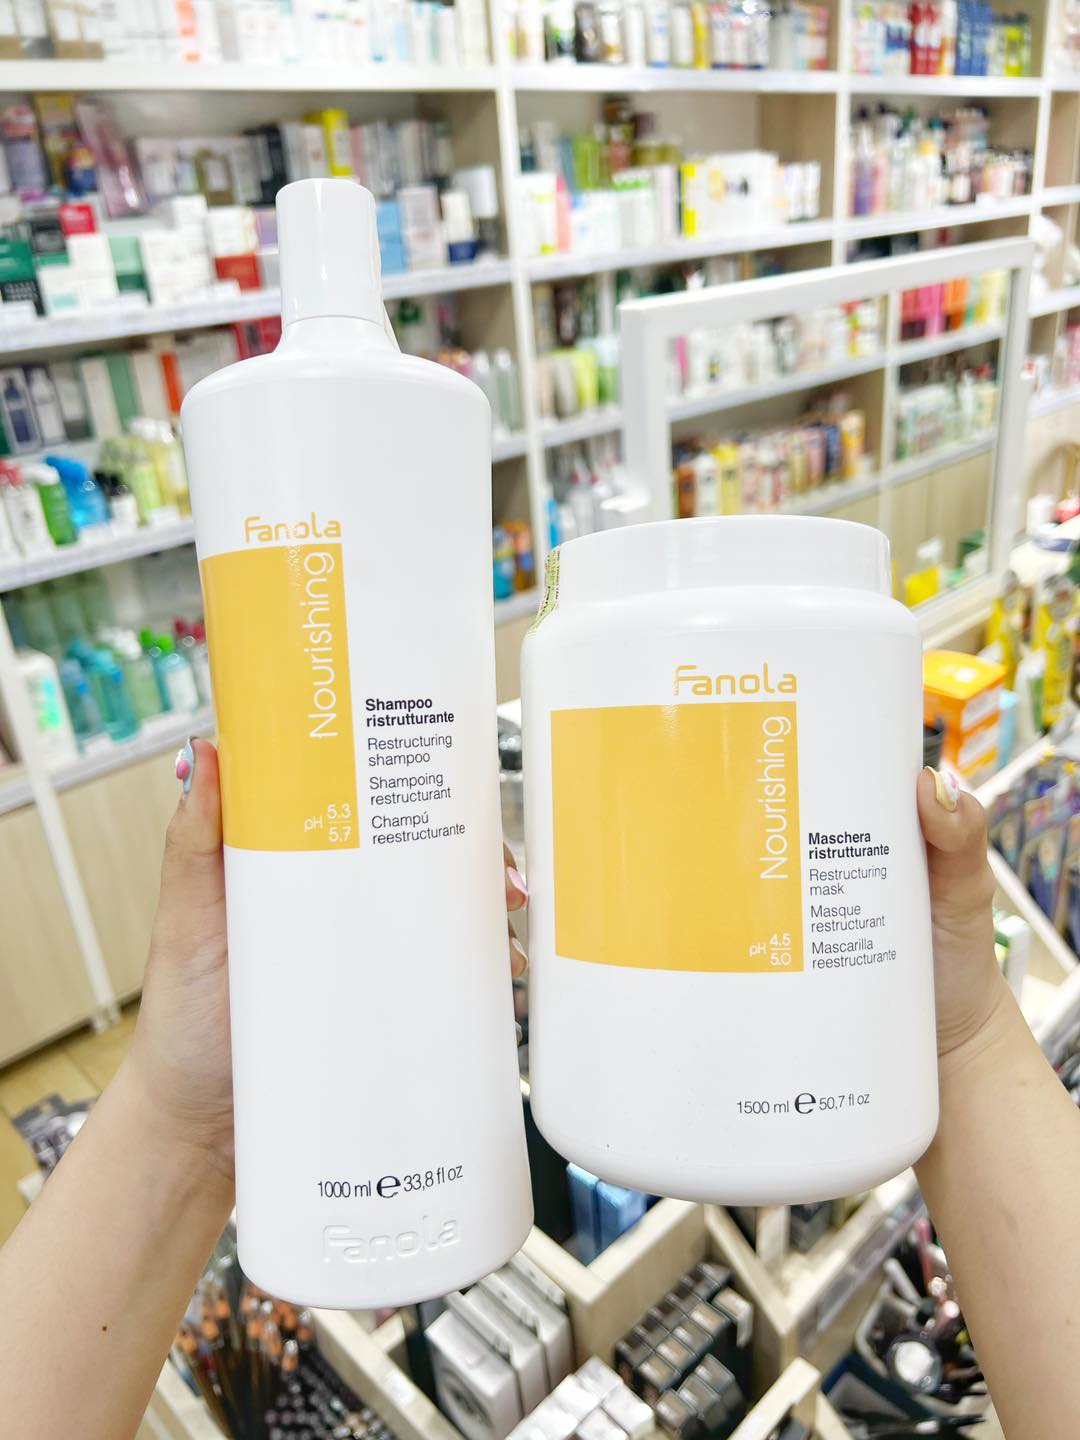 Fanola
Nourishing
Shampoo
ristrutturante
Restructuring
shampoo
Shampoing
restructurant
Champú
reestructurante
pH 5.3
5.7
1000 ml e 33,8 fl oz
Fanola
Fanola
Nourishing
Maschera
ristrutturante
Restructuring
mask
Masque
restructurant
Mascarilla
reestructurante
pH 4.5
5.0
1500 ml e 50,7 fl oz